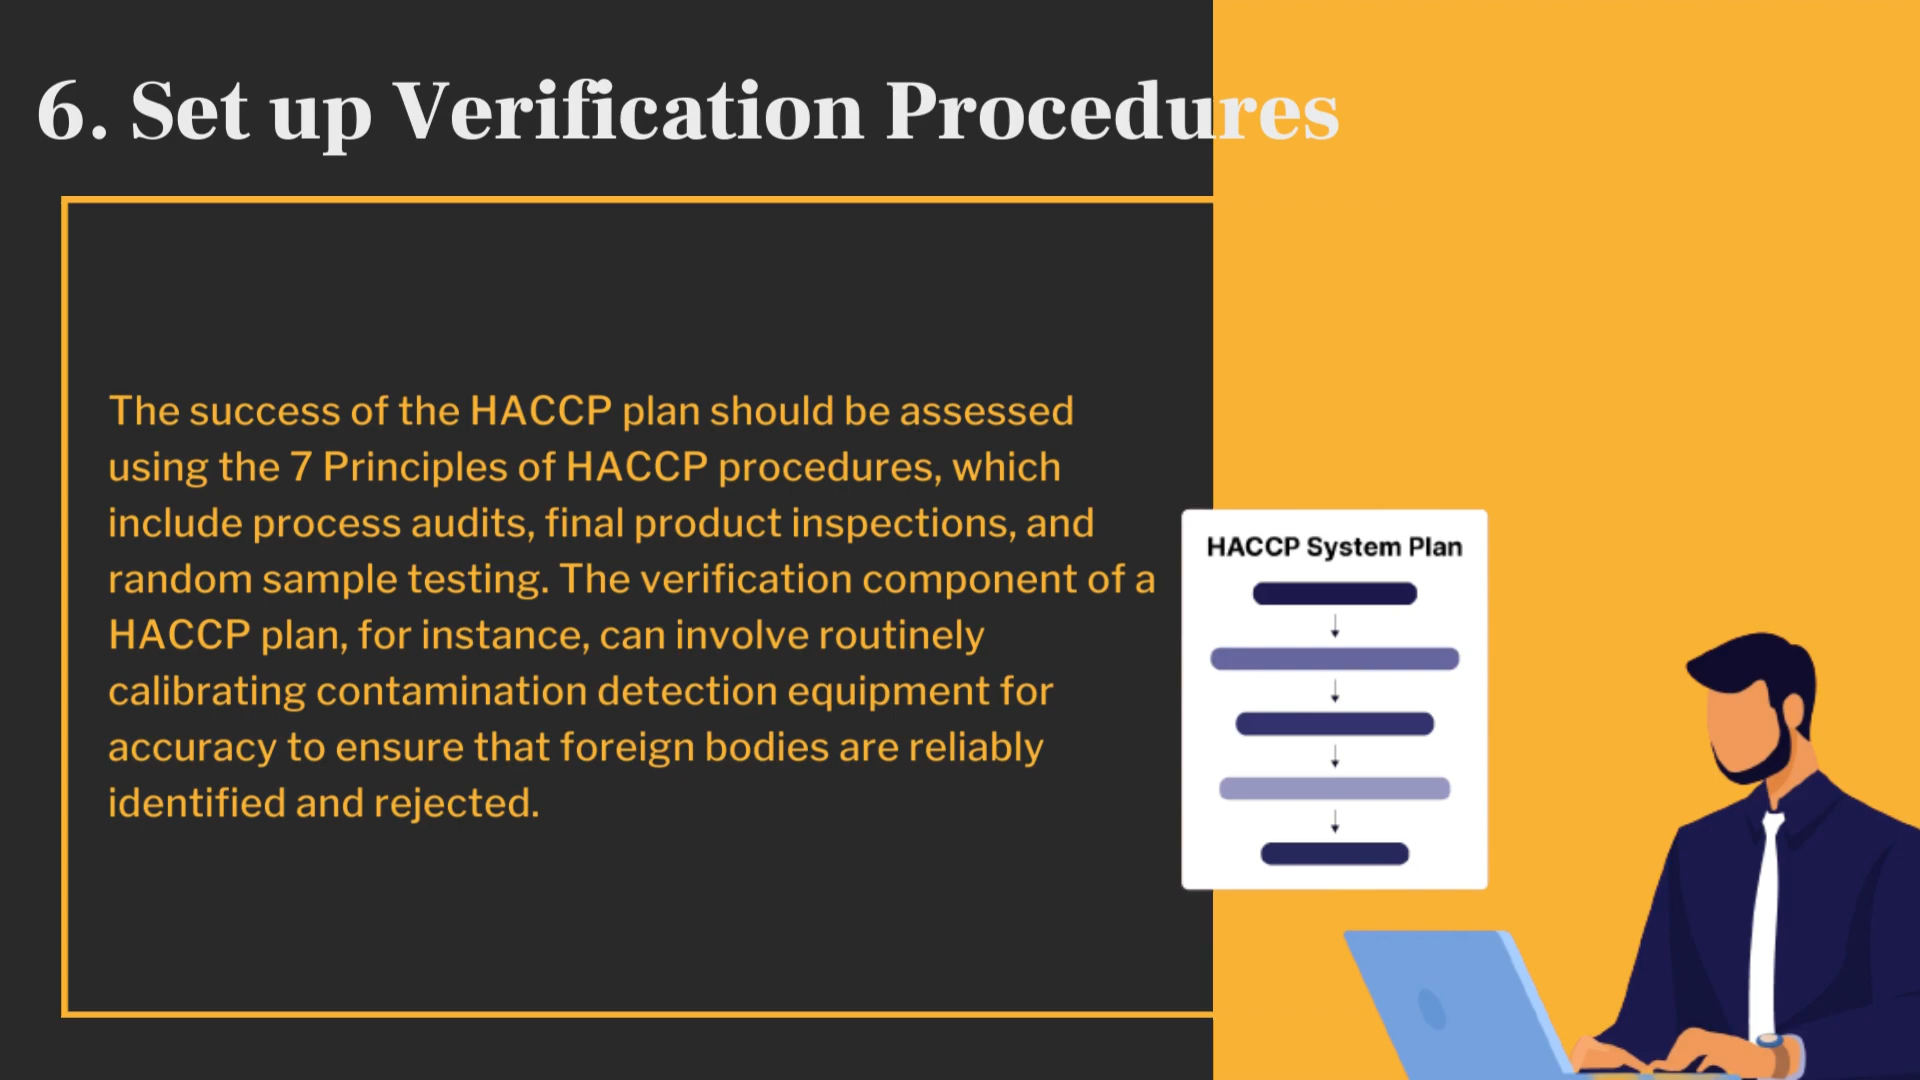 6. Set up Verification Procedures
The success of the HACCP plan should be assessed
using the 7 Principles of HACCP procedures, which
include process audits, final product inspections, and
random sample testing. The verification component of a
HACCP plan, for instance, can involve routinely
calibrating contamination detection equipment for
accuracy to ensure that foreign bodies are reliably
identified and rejected.
HACCP System Plan